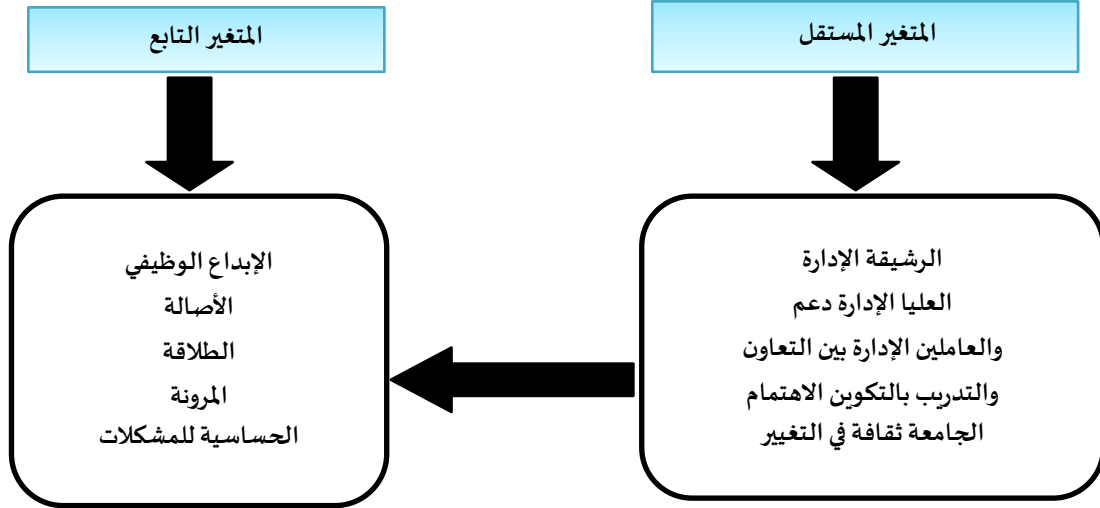 المتغير المستقل
المتغير التابع
الرشيقة الإدارة
العليا الإدارة دعم
والعاملين الإدارة بين التعاون
والتدريب بالتكوين الاهتمام
الجامعة ثقافة في التغيير
الإبداع الوظيفي
الأصالة
الطلاقة
المرونة
الحساسية للمشكلات